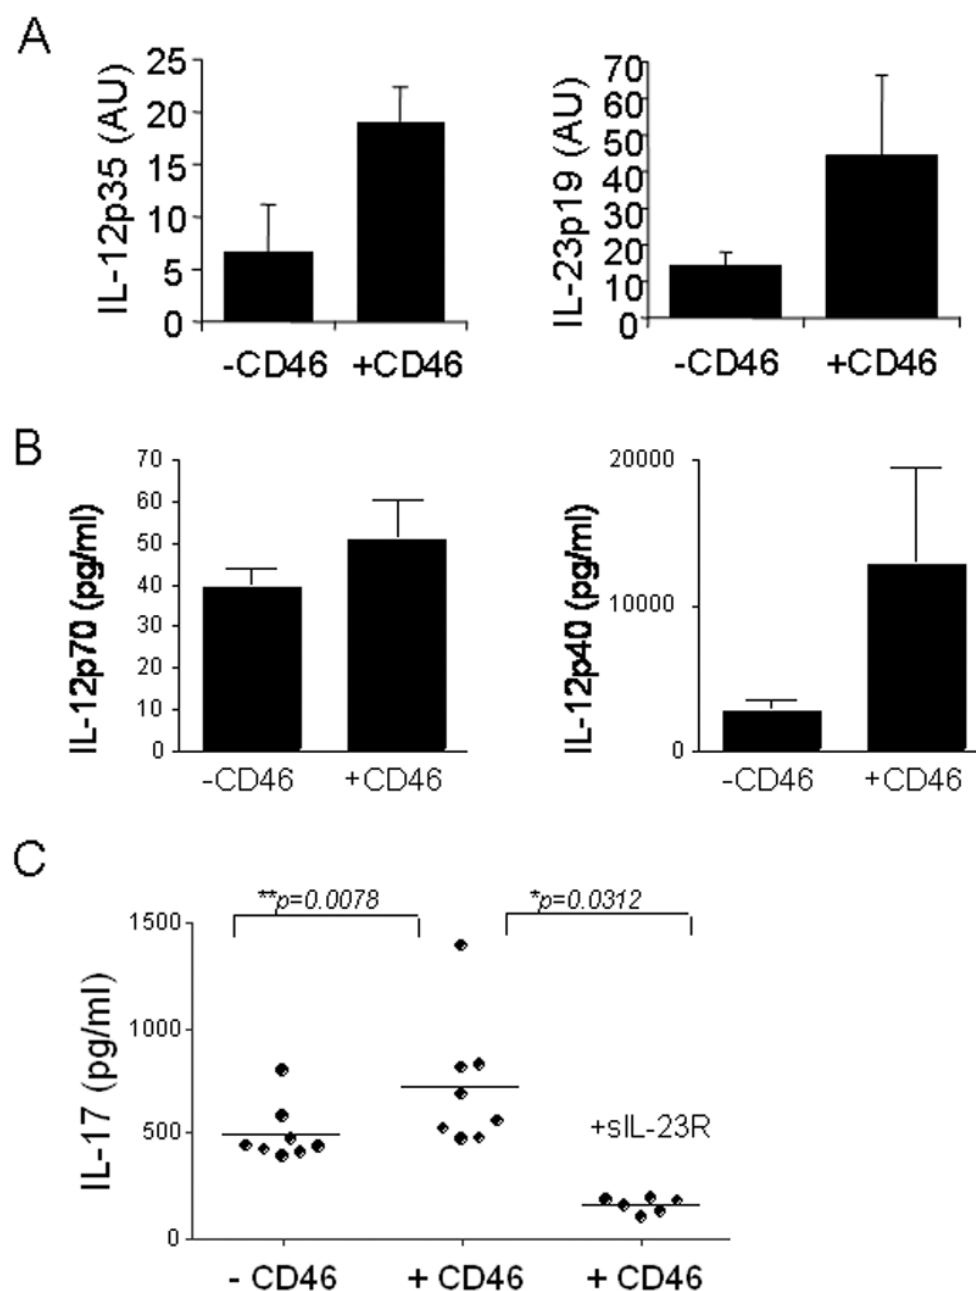 A
IL-12p35 (AU)
25
20
15
10
5
0
-CD46 +CD46
IL-23p19 (AU)
70
60
50
40
30
20
10
0
-CD46 +CD46
B
IL-12p70 (pg/ml)
70
60
50
40
30
20
10
0
-CD46 +CD46
IL-12p40 (pg/ml)
20000
10000
0
-CD46 +CD46
C
IL-17 (pg/ml)
1500
1000
500
0
**p=0.0078
*p=0.0312
+sIL-23R
- CD46 + CD46 + CD46